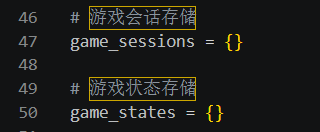 46 # 游戏会话存储
47 game_sessions = {}
48
49 # 游戏状态存储
50 game_states = {}